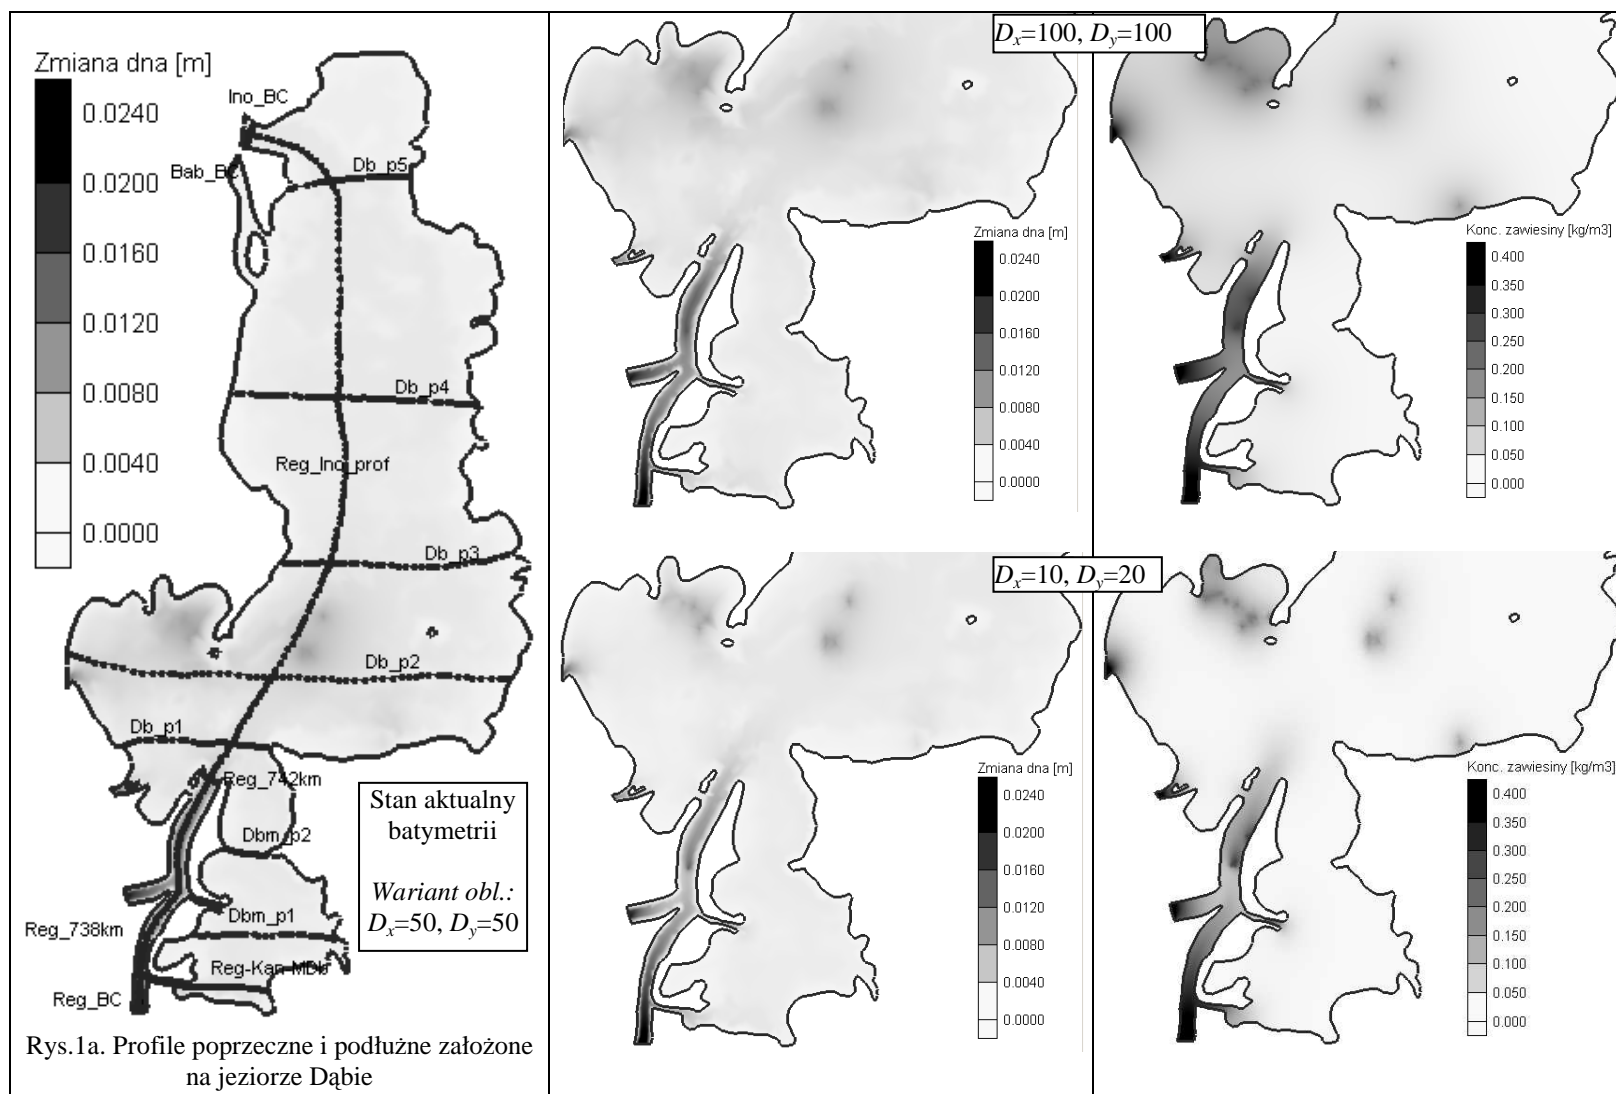 Zmiana dna [m]
0.0240
0.0200
0.0160
0.0120
0.0080
0.0040
0.0000
Ino_BC
Bab_BC
Db_p5
Db_p4
Reg_Ino_prof
Db_p3
Db_p2
Db_p1
Reg_742km
Dbm_p2
Dbm_p1
Reg_738km
Reg-Kan-MDb
Reg_BC
Stan aktualny
batymetrii
Wariant obl.:
Dx=50, Dy=50
Rys.1a. Profile poprzeczne i podłużne założone
na jeziorze Dąbie
Dx=100, Dy=100
Zmiana dna [m]
0.0240
0.0200
0.0160
0.0120
0.0080
0.0040
0.0000
Konc. zawiesiny [kg/m3]
0.400
0.350
0.300
0.250
0.200
0.150
0.100
0.050
0.000
Dx=10, Dy=20
Zmiana dna [m]
0.0240
0.0200
0.0160
0.0120
0.0080
0.0040
0.0000
Konc. zawiesiny [kg/m3]
0.400
0.350
0.300
0.250
0.200
0.150
0.100
0.050
0.000